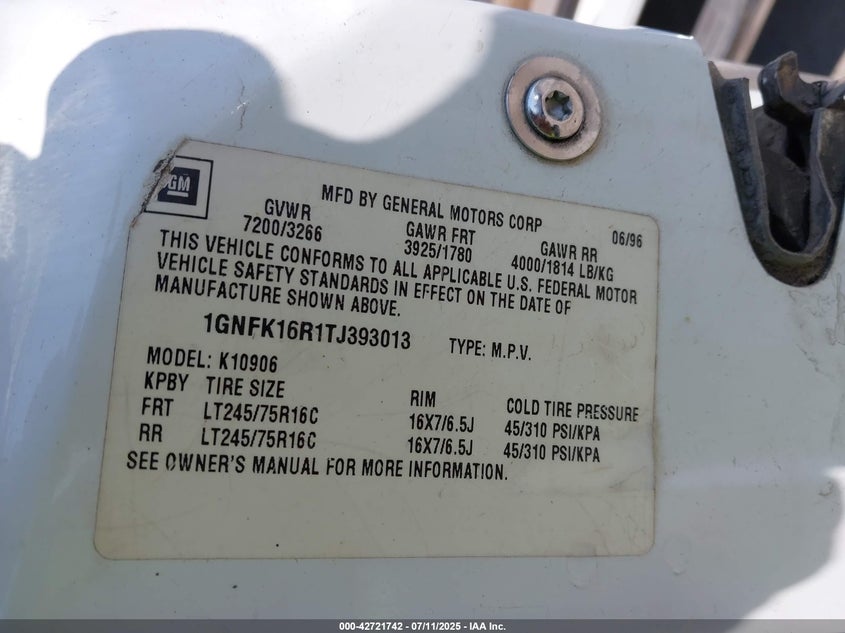 GM
MFD BY GENERAL MOTORS CORP 06/96
GVWR GAWR FRT GAWR RR
7200/3266 3925/1780 4000/1814 LB/KG
THIS VEHICLE CONFORMS TO ALL APPLICABLE U.S. FEDERAL MOTOR
VEHICLE SAFETY STANDARDS IN EFFECT ON THE DATE OF
MANUFACTURE SHOWN ABOVE.
1GNFK16R1TJ393013 TYPE: M.P.V.
MODEL: K10906
KPBY TIRE SIZE RIM COLD TIRE PRESSURE
FRT LT245/75R16C 16X7/6.5J 45/310 PSI/KPA
RR LT245/75R16C 16X7/6.5J 45/310 PSI/KPA
SEE OWNER'S MANUAL FOR MORE INFORMATION.
000-42721742 / 07/11/2025 - IAA Inc.